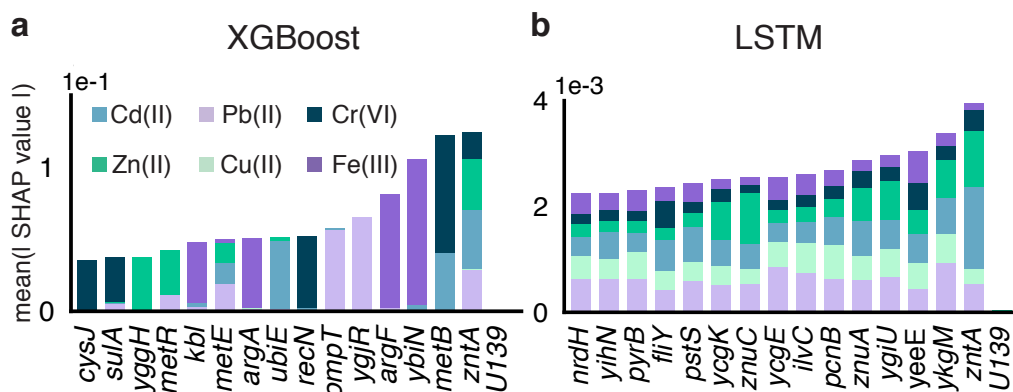 a XGBoost
1e-1
mean(I SHAP value I)
1
0
Cd(II) Pb(II) Cr(VI)
Zn(II) Cu(II) Fe(III)
cysJ sulA yggH metR kbl metE argA ubiE recN ompT ygjR argF ybiN metB zntA U139
b LSTM
1e-3
4
2
0
nrdH yihN pyrB fliY pstS ycgK znuC ycgE ilvC pcnB znuA ygiU yeeE ykgM zntA U139